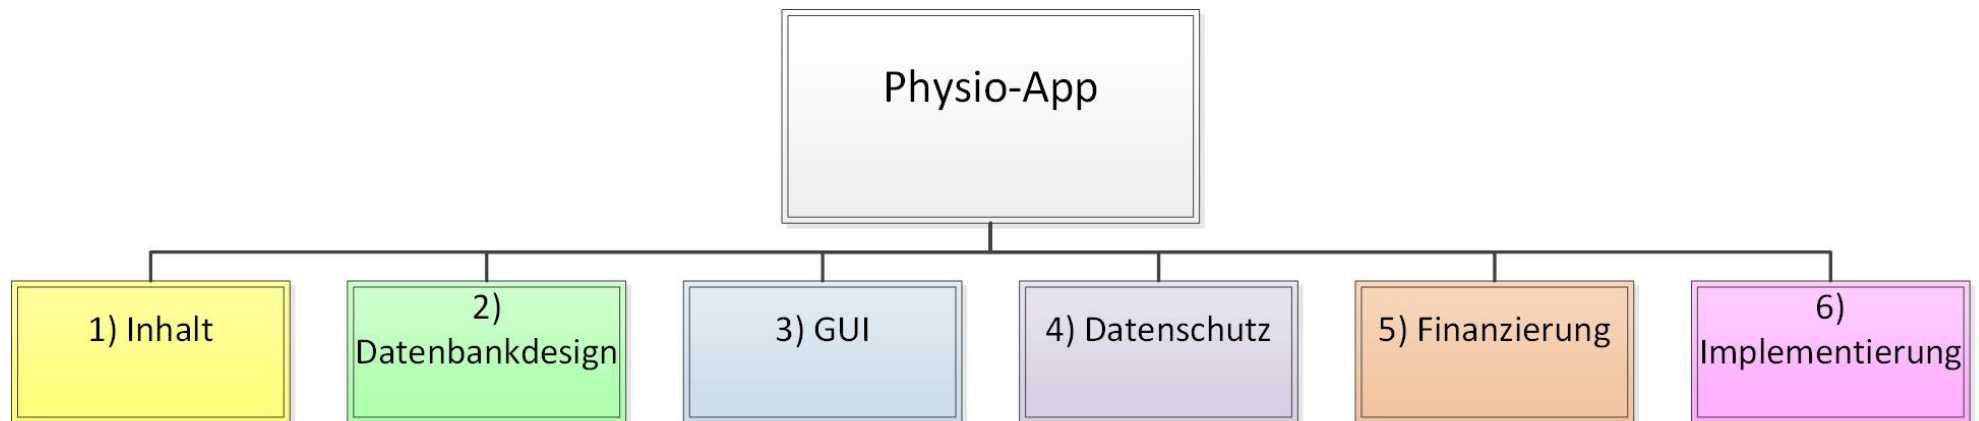 Physio-App
1) Inhalt
2)
Datenbankdesign
3) GUI
4) Datenschutz
5) Finanzierung
6)
Implementierung